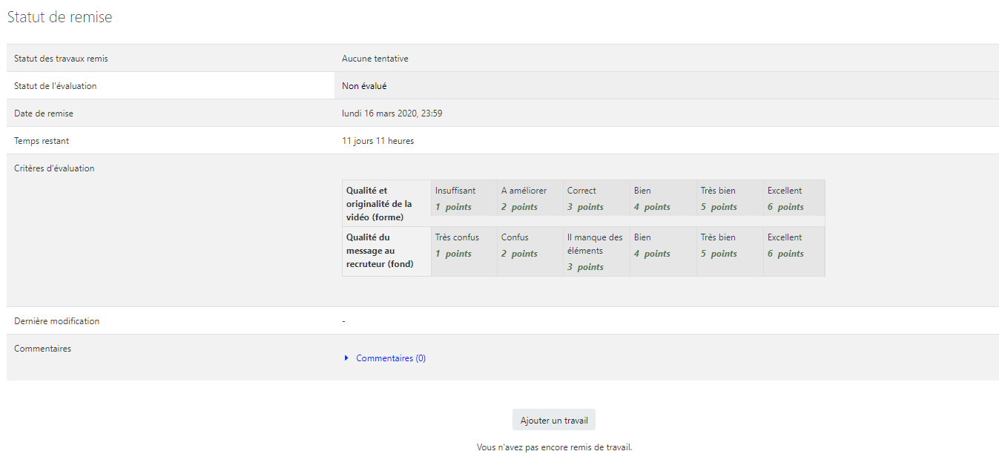 Statut de remise
Statut des travaux remis
Aucune tentative
Statut de l'évaluation
Non évalué
Date de remise
lundi 16 mars 2020, 23:59
Temps restant
11 jours 11 heures
Critères d'évaluation
Qualité et
originalité de la
vidéo (forme)
Insuffisant
1 points
A améliorer
2 points
Correct
3 points
Bien
4 points
Très bien
5 points
Excellent
6 points
Qualité du
message au
recruteur (fond)
Très confus
1 points
Confus
2 points
Il manque des
éléments
3 points
Bien
4 points
Très bien
5 points
Excellent
6 points
Dernière modification
-
Commentaires
Commentaires (0)
Ajouter un travail
Vous n'avez pas encore remis de travail.